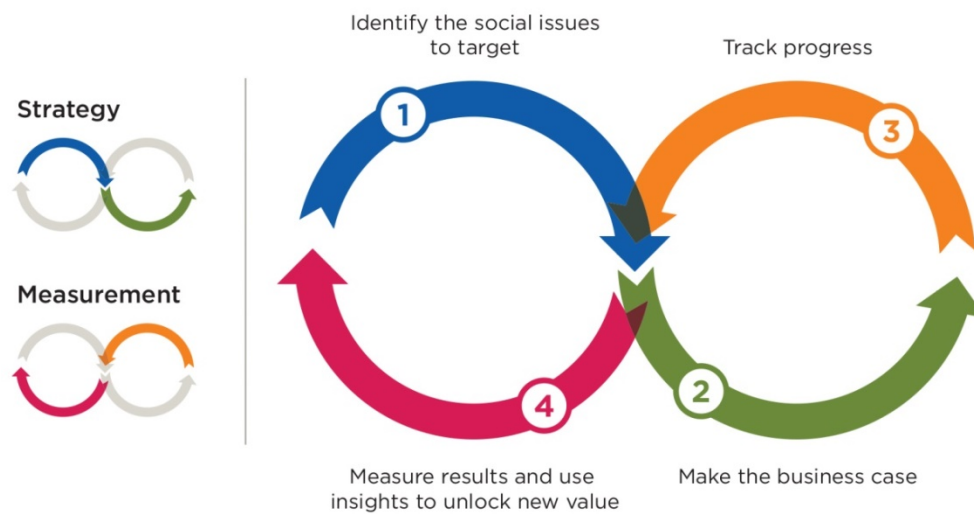 Identify the social issues
to target
Track progress
Strategy
1
3
Measurement
4
2
Measure results and use
insights to unlock new value
Make the business case